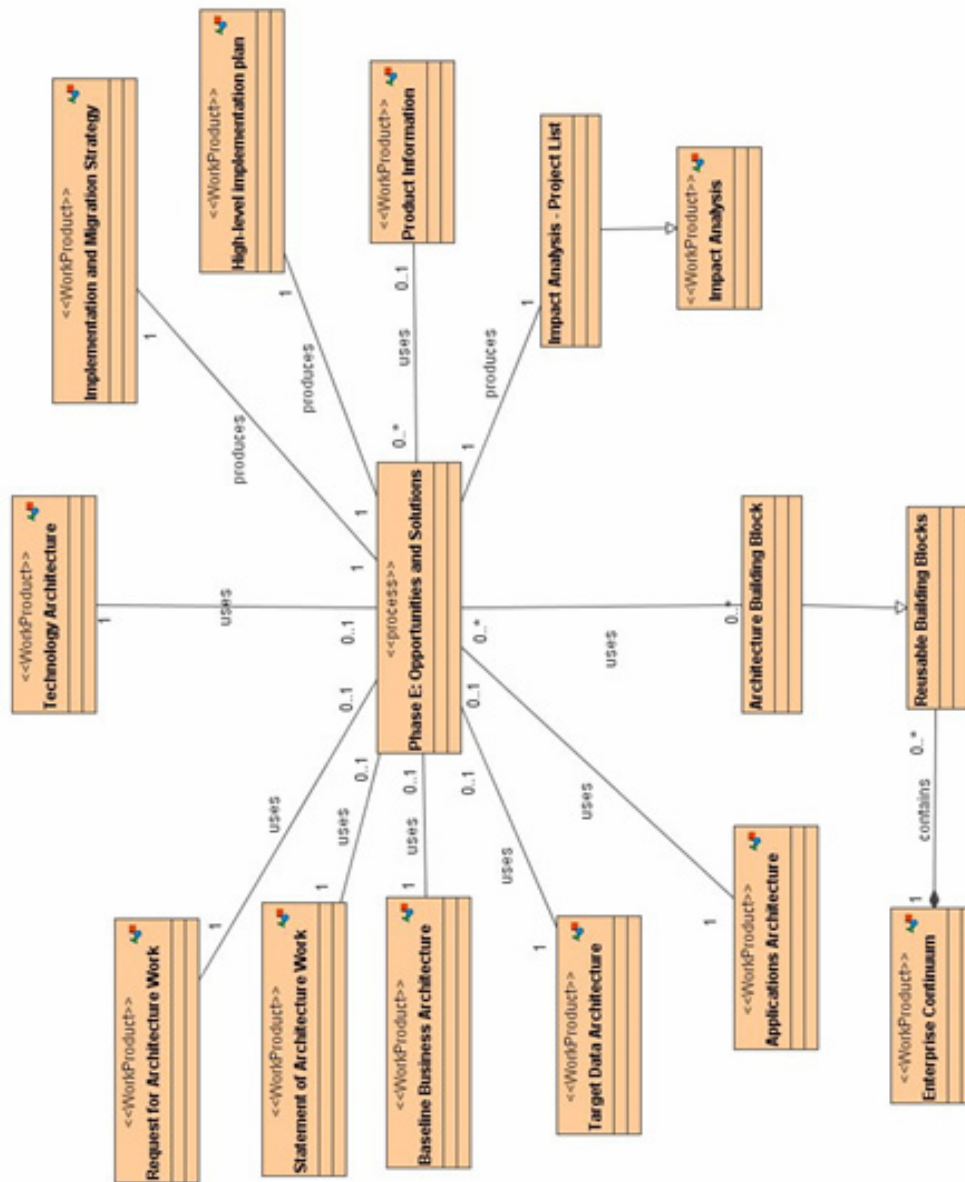 <<WorkProduct>>
Technology Architecture
<<WorkProduct>>
Implementation and Migration Strategy
<<WorkProduct>>
Request for Architecture Work
<<WorkProduct>>
High-level implementation plan
<<WorkProduct>>
Statement of Architecture Work
1
1
1
1
1
uses
uses
uses
produces
produces
0..1
0..1
0..1
1
1
<<WorkProduct>>
Baseline Business Architecture
1
uses
0..1
<<process>>
Phase E: Opportunities and Solutions
0..*
uses
0..1
<<WorkProduct>>
Product Information
0..1
0..1
0..*
1
uses
uses
uses
produces
1
1
0..*
1
<<WorkProduct>>
Target Data Architecture
Impact Analysis - Project List
<<WorkProduct>>
Applications Architecture
Architecture Building Block
<<WorkProduct>>
Impact Analysis
<<WorkProduct>>
Enterprise Continuum
1
contains
0..*
Reusable Building Blocks